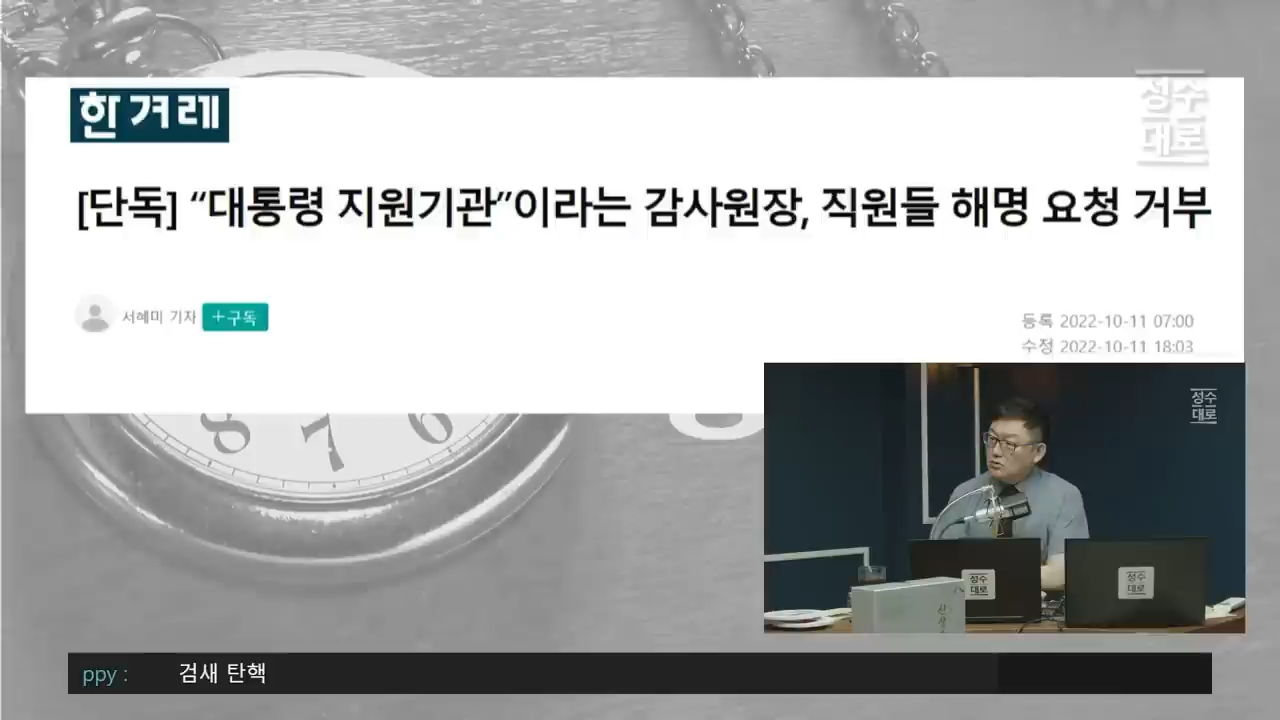 한겨레
성수
대로
[단독] “대통령 지원기관”이라는 감사원장, 직원들 해명 요청 거부
서혜미 기자 +구독
등록 2022-10-11 07:00
수정 2022-10-11 18:03
8 7 6
성수
대로
성수
대로
성수
대로
ppy : 검새 탄핵